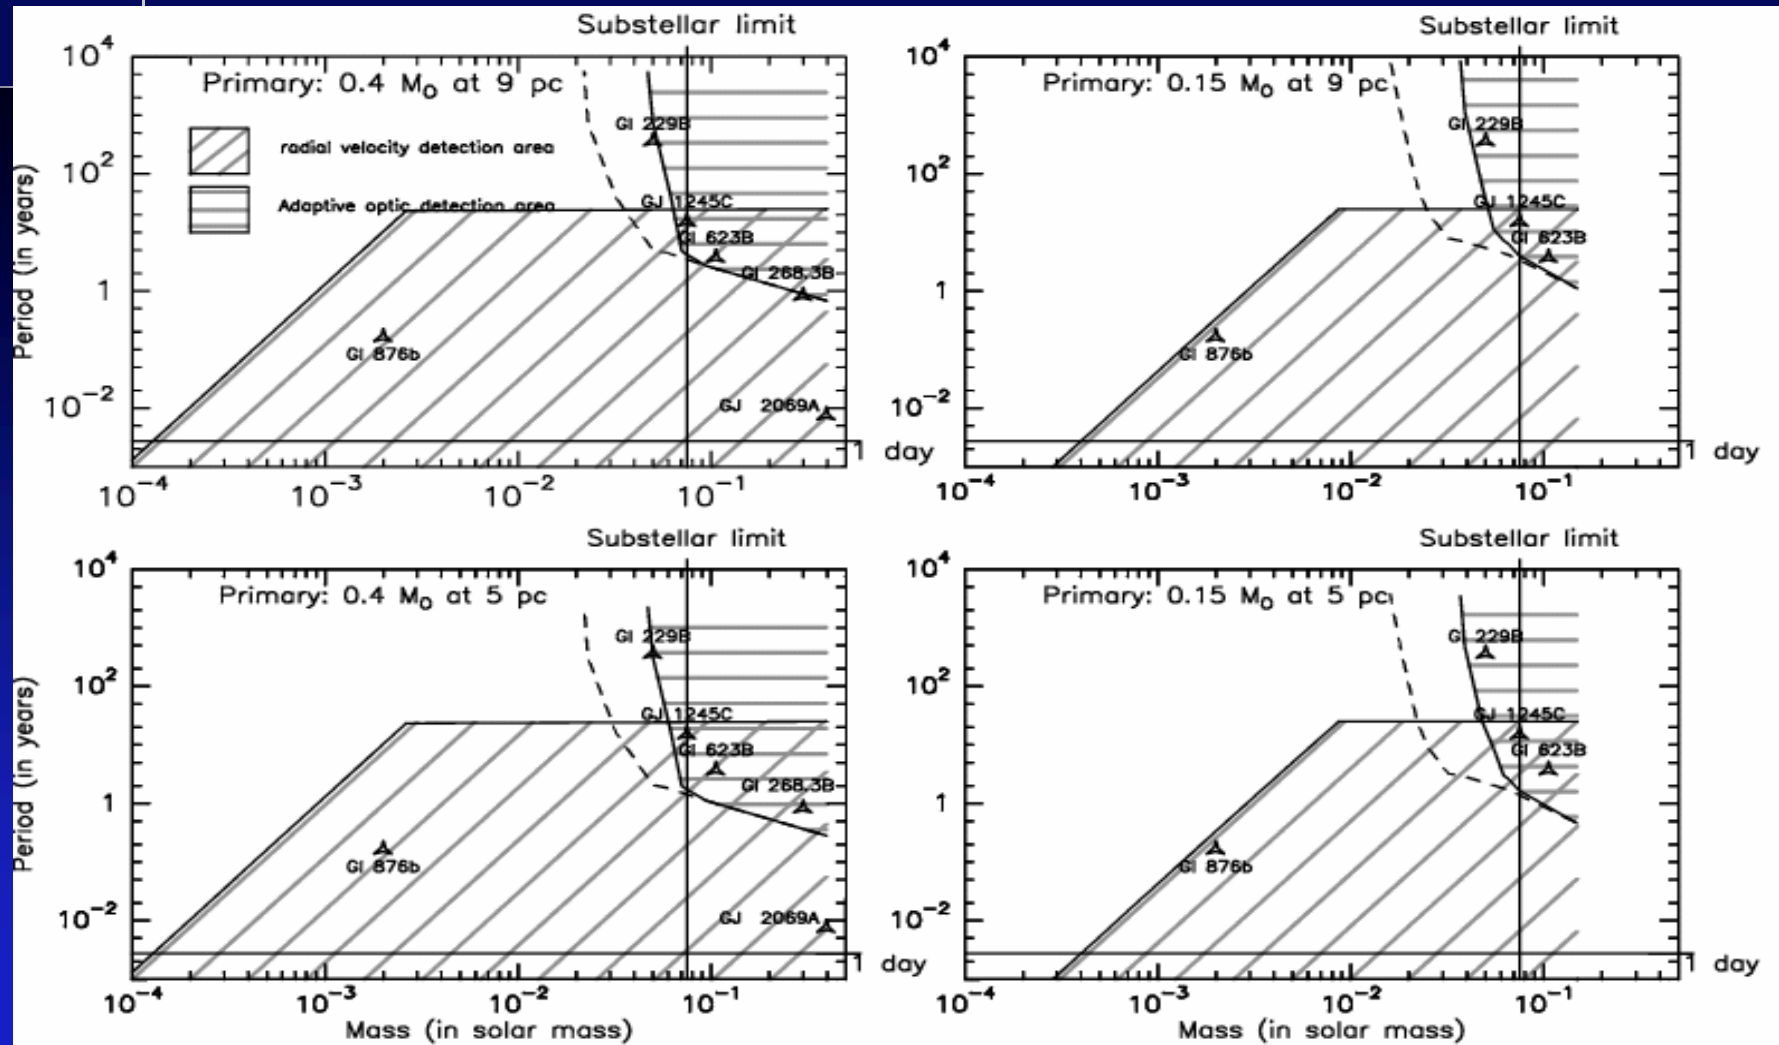 Substellar limit
Primary: 0.4 M⊙ at 9 pc
radial velocity detection area
Adaptive optic detection area
Gl 229B
GJ 1245C
Gl 623B
Gl 268.3B
Gl 876b
GJ 2069A
1 day
10^4
10^2
1
10^-2
Period (in years)
10^-4 10^-3 10^-2 10^-1
Substellar limit
Primary: 0.15 M⊙ at 9 pc
Gl 229B
GJ 1245C
Gl 623B
Gl 876b
1 day
10^4
10^2
1
10^-2
10^-4 10^-3 10^-2 10^-1
Substellar limit
Primary: 0.4 M⊙ at 5 pc
Gl 229B
GJ 1245C
Gl 623B
Gl 268.3B
Gl 876b
GJ 2069A
1 day
10^4
10^2
1
10^-2
Period (in years)
10^-4 10^-3 10^-2 10^-1
Mass (in solar mass)
Substellar limit
Primary: 0.15 M⊙ at 5 pc
Gl 229B
GJ 1245C
Gl 623B
Gl 876b
1 day
10^4
10^2
1
10^-2
10^-4 10^-3 10^-2 10^-1
Mass (in solar mass)